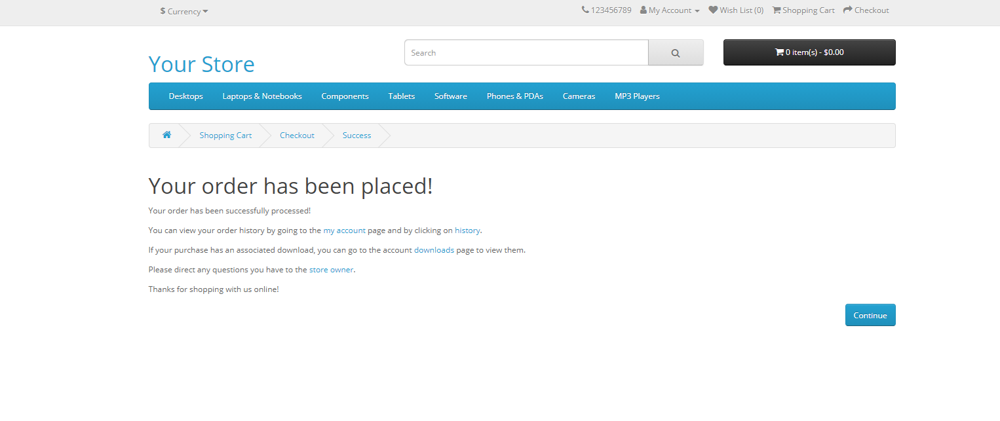 $ Currency 123456789 My Account Wish List (0) Shopping Cart Checkout
Your Store Search 0 item(s) - $0.00
Desktops Laptops & Notebooks Components Tablets Software Phones & PDAs Cameras MP3 Players
Shopping Cart Checkout Success
Your order has been placed!
Your order has been successfully processed!
You can view your order history by going to the my account page and by clicking on history.
If your purchase has an associated download, you can go to the account downloads page to view them.
Please direct any questions you have to the store owner.
Thanks for shopping with us online!
Continue